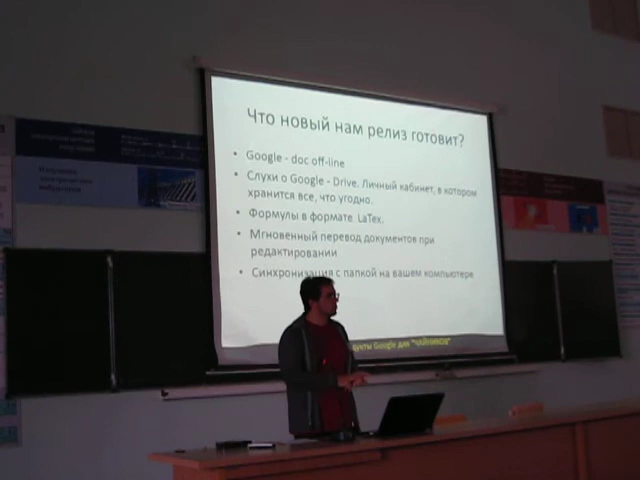 Что новый нам релиз готовит?
• Google - doc off-line
• Слухи о Google - Drive. Личный кабинет, в котором
хранится все, что угодно.
• Формулы в формате LaTex.
• Мгновенный перевод документов при
редактировании
• Синхронизация с папкой на вашем компьютере
Google для "ЧАЙНИКОВ"